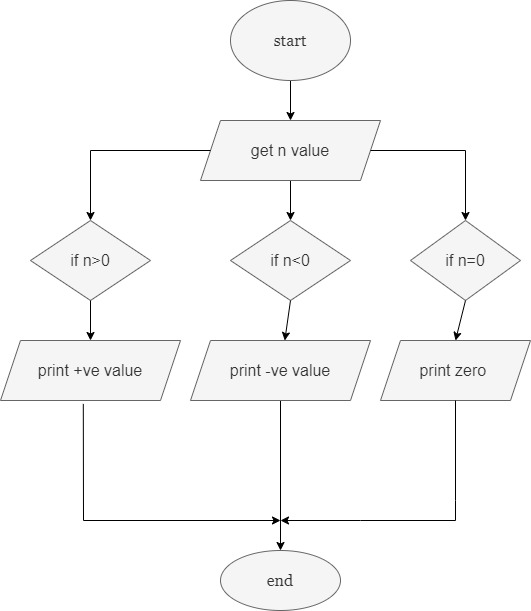 start
get n value
if n>0
if n<0
if n=0
print +ve value
print -ve value
print zero
end